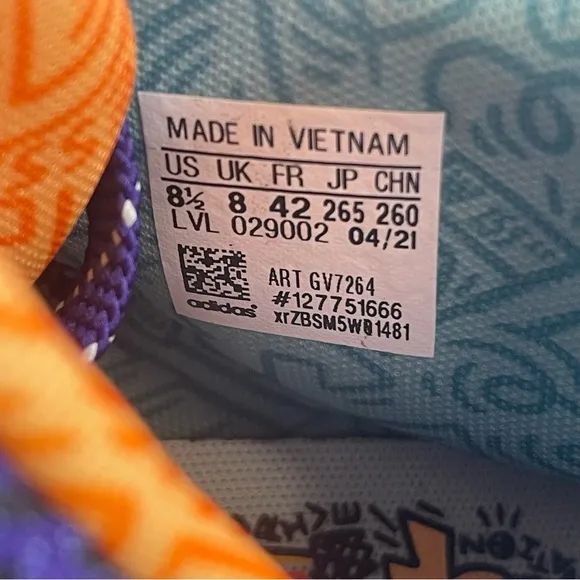 MADE IN VIETNAM
US UK FR JP CHN
8½ 8 42 265 260
LVL 029002 04/21
ART GV7264
#127751666
adidas
xrZBSM5W01481